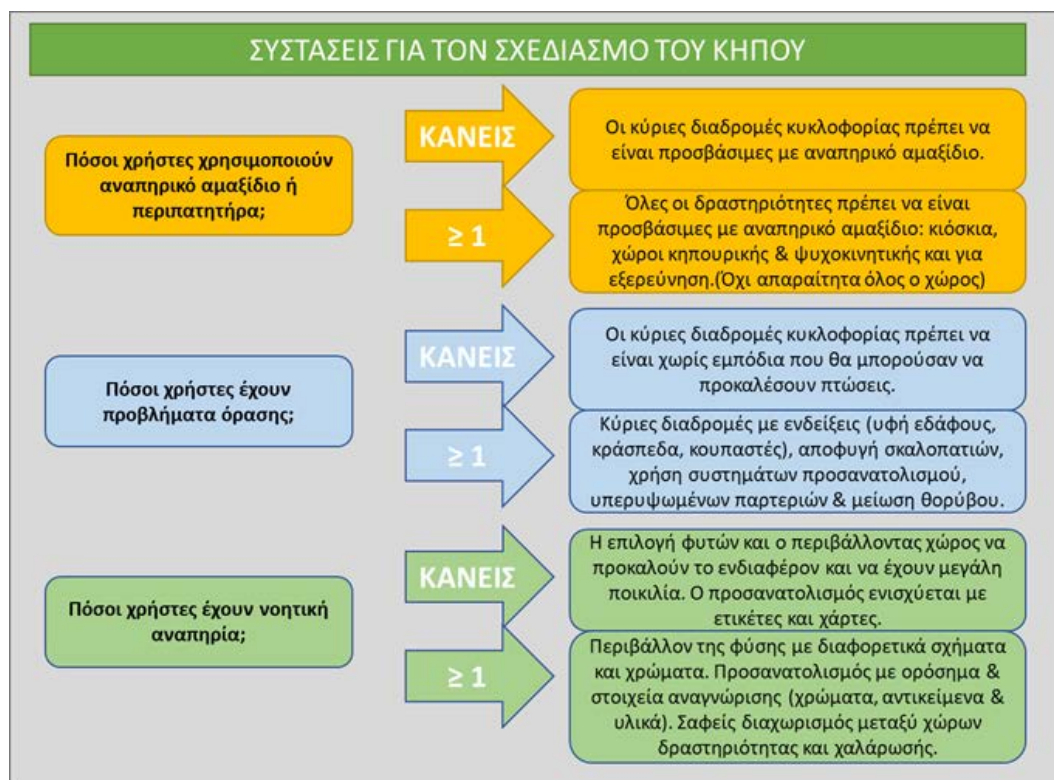 ΣΥΣΤΑΣΕΙΣ ΓΙΑ ΤΟΝ ΣΧΕΔΙΑΣΜΟ ΤΟΥ ΚΗΠΟΥ
Πόσοι χρήστες χρησιμοποιούν
αναπηρικό αμαξίδιο ή
περιπατητήρα;
ΚΑΝΕΙΣ
Οι κύριες διαδρομές κυκλοφορίας πρέπει να
είναι προσβάσιμες με αναπηρικό αμαξίδιο.
≥ 1
Όλες οι δραστηριότητες πρέπει να είναι
προσβάσιμες με αναπηρικό αμαξίδιο: κιόσκια,
χώροι κηπουρικής & ψυχοκινητικής και για
εξερεύνηση.(Όχι απαραίτητα όλος ο χώρος)
Πόσοι χρήστες έχουν
προβλήματα όρασης;
ΚΑΝΕΙΣ
Οι κύριες διαδρομές κυκλοφορίας πρέπει να
είναι χωρίς εμπόδια που θα μπορούσαν να
προκαλέσουν πτώσεις.
≥ 1
Κύριες διαδρομές με ενδείξεις (υφή εδάφους,
κράσπεδα, κουπαστές), αποφυγή σκαλοπατιών,
χρήση συστημάτων προσανατολισμού,
υπερυψωμένων παρτεριών & μείωση θορύβου.
Πόσοι χρήστες έχουν νοητική
αναπηρία;
ΚΑΝΕΙΣ
Η επιλογή φυτών και ο περιβάλλοντας χώρος να
προκαλούν το ενδιαφέρον και να έχουν μεγάλη
ποικιλία. Ο προσανατολισμός ενισχύεται με
ετικέτες και χάρτες.
≥ 1
Περιβάλλον της φύσης με διαφορετικά σχήματα
και χρώματα. Προσανατολισμός με ορόσημα &
στοιχεία αναγνώρισης (χρώματα, αντικείμενα &
υλικά). Σαφείς διαχωρισμός μεταξύ χώρων
δραστηριότητας και χαλάρωσής.